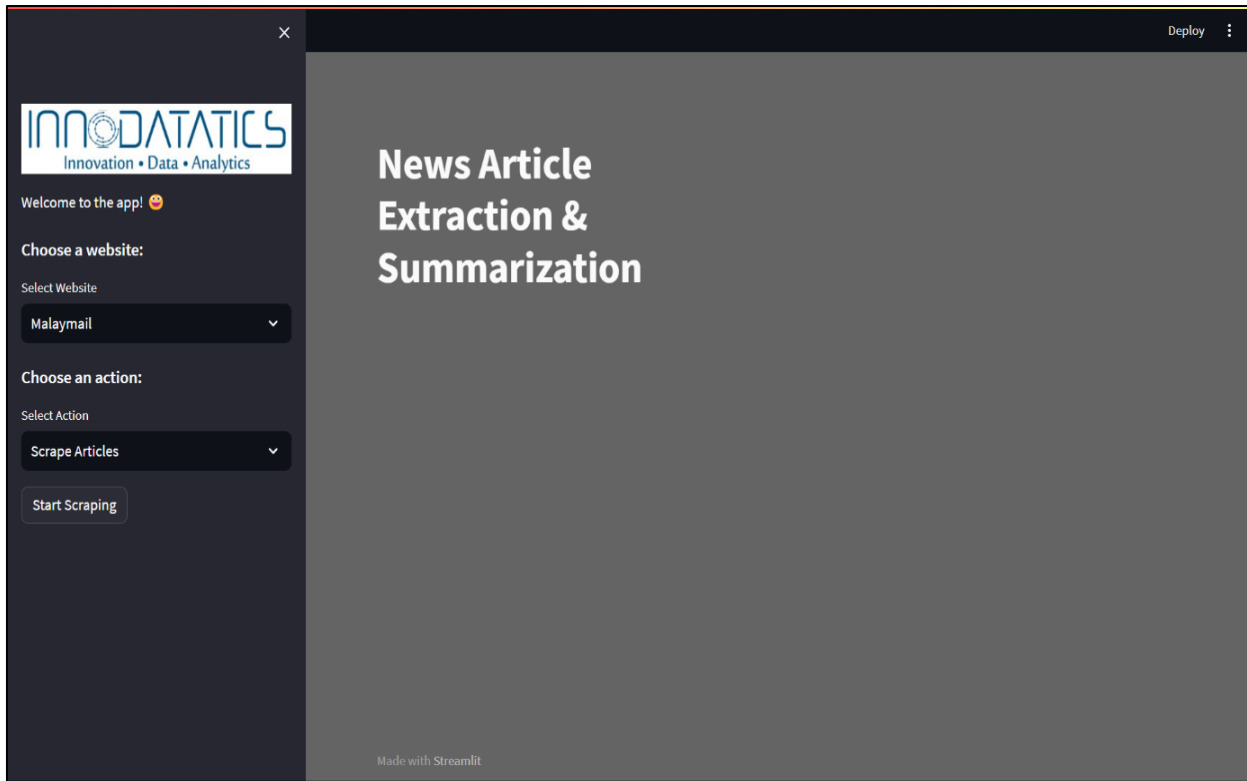 Deploy
INNODATATICS
Innovation • Data • Analytics
Welcome to the app! 😀
Choose a website:
Select Website
Malaymail
Choose an action:
Select Action
Scrape Articles
Start Scraping
News Article
Extraction &
Summarization
Made with Streamlit